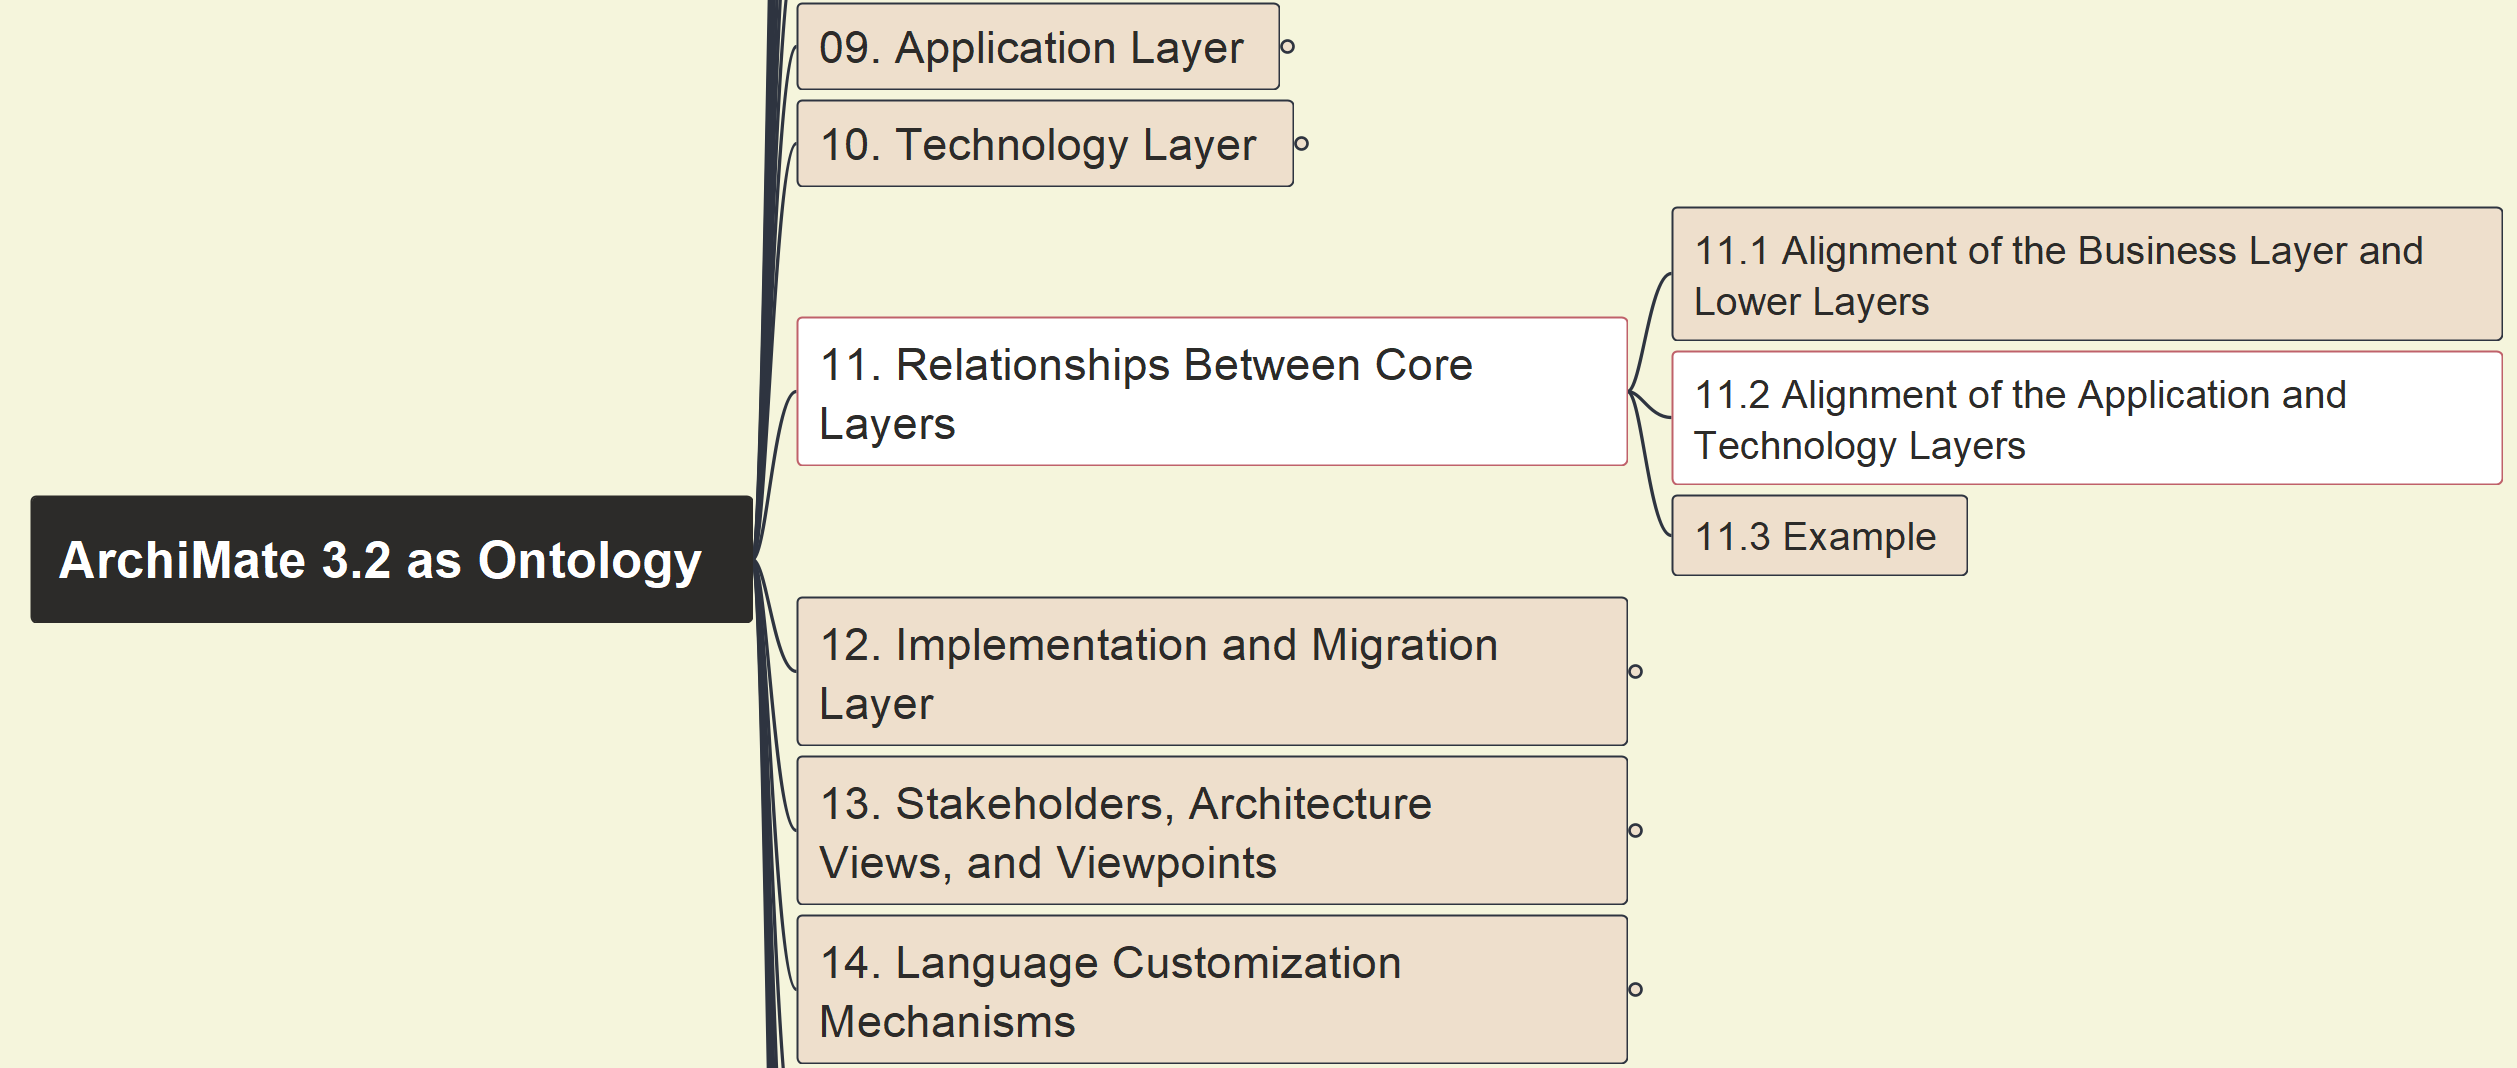 09. Application Layer
10. Technology Layer
11. Relationships Between Core
Layers
11.1 Alignment of the Business Layer and
Lower Layers
11.2 Alignment of the Application and
Technology Layers
11.3 Example
ArchiMate 3.2 as Ontology
12. Implementation and Migration
Layer
13. Stakeholders, Architecture
Views, and Viewpoints
14. Language Customization
Mechanisms